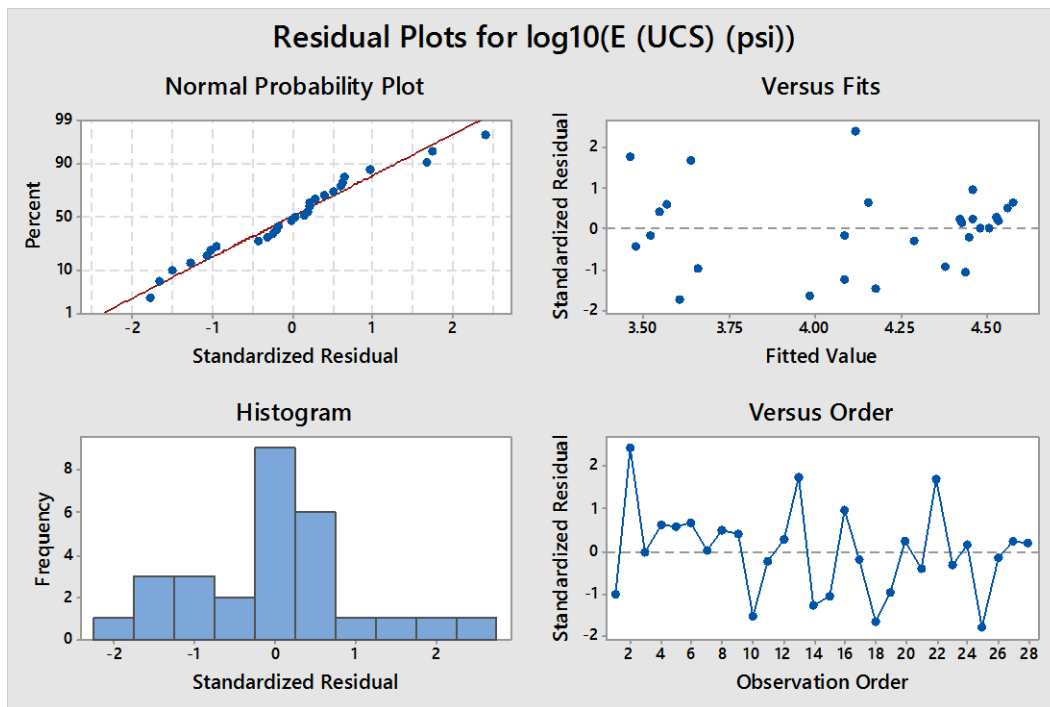 Residual Plots for log10(E (UCS) (psi))
Normal Probability Plot
Percent
99
90
50
10
1
-2 -1 0 1 2
Standardized Residual
Versus Fits
Standardized Residual
2
1
0
-1
-2
3.50 3.75 4.00 4.25 4.50
Fitted Value
Histogram
Frequency
8
6
4
2
0
-2 -1 0 1 2
Standardized Residual
Versus Order
Standardized Residual
2
1
0
-1
-2
2 4 6 8 10 12 14 16 18 20 22 24 26 28
Observation Order